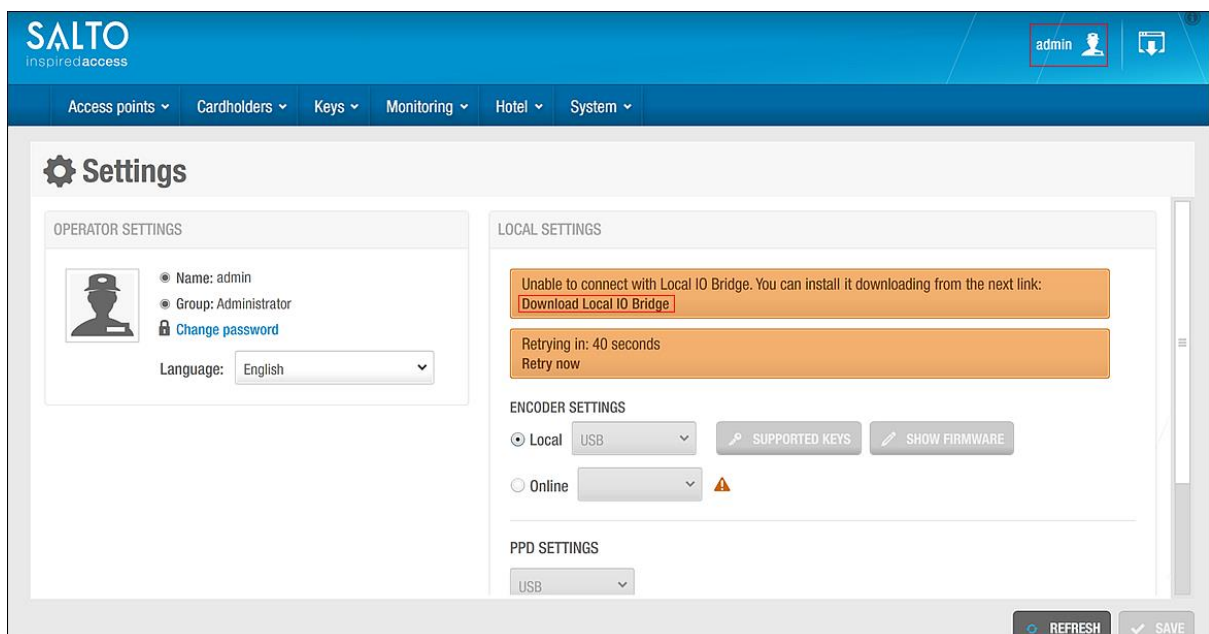 SALTO
inspiredaccess
admin
Access points Cardholders Keys Monitoring Hotel System
Settings
OPERATOR SETTINGS
Name: admin
Group: Administrator
Change password
Language: English
LOCAL SETTINGS
Unable to connect with Local IO Bridge. You can install it downloading from the next link:
Download Local IO Bridge
Retrying in: 40 seconds
Retry now
ENCODER SETTINGS
Local USB SUPPORTED KEYS SHOW FIRMWARE
Online
PPD SETTINGS
USB
REFRESH SAVE